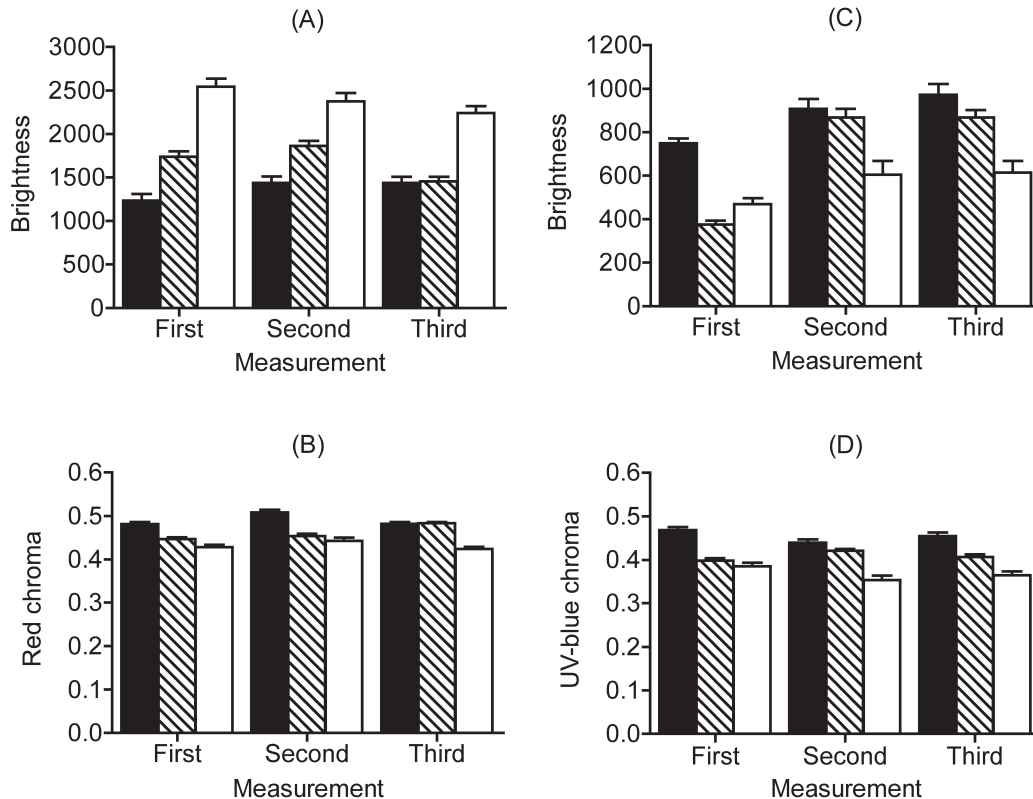 (A)
Brightness
3000
2500
2000
1500
1000
500
0
First Second Third
Measurement
(C)
Brightness
1200
1000
800
600
400
200
0
First Second Third
Measurement
(B)
Red chroma
0.6
0.5
0.4
0.3
0.2
0.1
0.0
First Second Third
Measurement
(D)
UV-blue chroma
0.6
0.5
0.4
0.3
0.2
0.1
0.0
First Second Third
Measurement